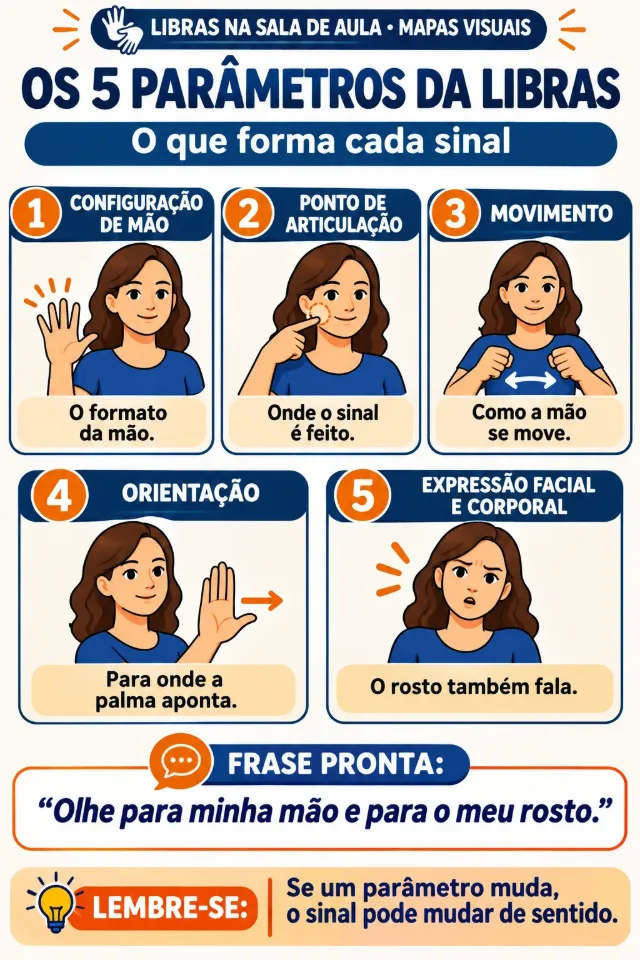 LIBRAS NA SALA DE AULA • MAPAS VISUAIS
OS 5 PARÂMETROS DA LIBRAS
O que forma cada sinal
1 CONFIGURAÇÃO
DE MÃO
O formato
da mão.
2 PONTO DE
ARTICULAÇÃO
Onde o sinal
é feito.
3 MOVIMENTO
Como a mão
se move.
4 ORIENTAÇÃO
Para onde a
palma aponta.
5 EXPRESSÃO FACIAL
E CORPORAL
O rosto também fala.
FRASE PRONTA:
“Olhe para minha mão e para o meu rosto.”
LEMBRE-SE:
Se um parâmetro muda,
o sinal pode mudar de sentido.